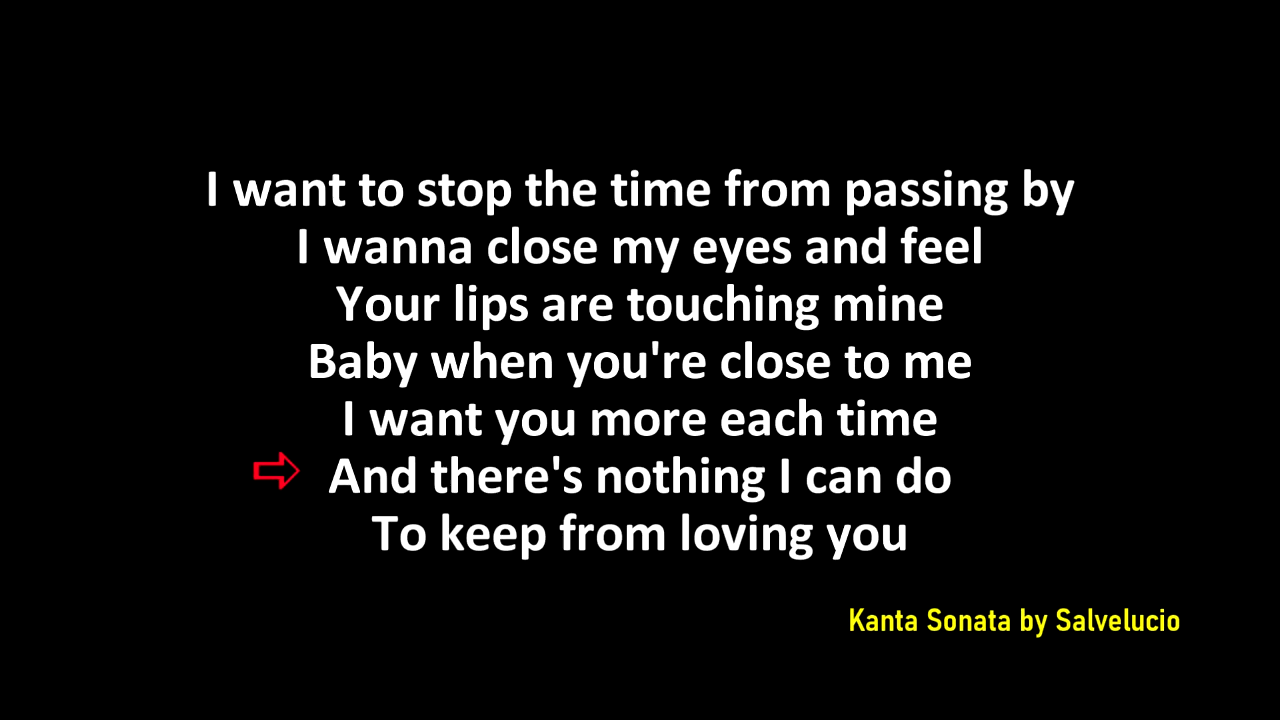 I want to stop the time from passing by
I wanna close my eyes and feel
Your lips are touching mine
Baby when you're close to me
I want you more each time
And there's nothing I can do
To keep from loving you
Kanta Sonata by Salvelucio